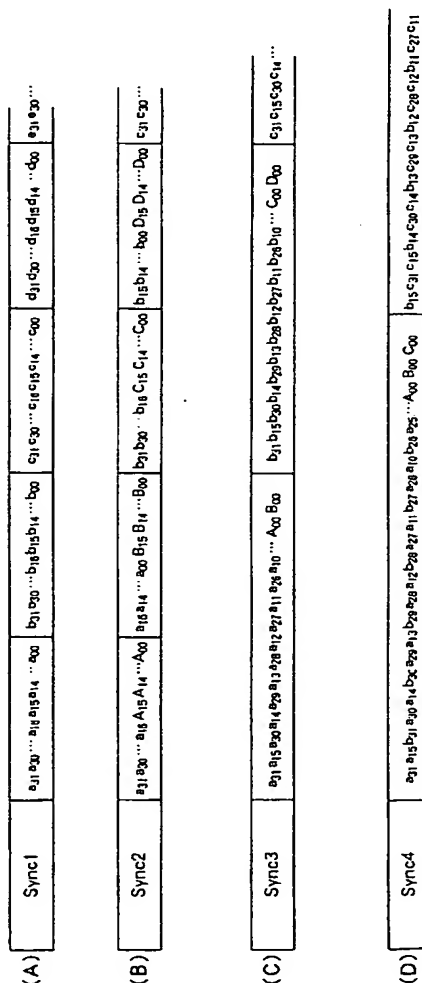 (A) Sync1 a31 a30 ··· a16 a15 a14 ·· a00 b31 b30 ··· b16 b15 b14 ··· b00 c31 c30 ··· c16 c15 c14 ··· c00 d31 d30 ··· d16 d15 d14 ··· d00 e31 e30 ···
(B) Sync2 a31 a30 ··· a16 A15 A14 ··· A00 a15 a14 ··· a00 B15 B14 ··· B00 b31 b30 ·· b16 C15 C14 ··· C00 b15 b14 ··· b00 D15 D14 ··· D00 c31 c30 ···
(C) Sync3 a31 a15 a30 a14 a29 a13 a28 a12 a27 a11 a26 a10 ··· A00 B00 b31 b15 b30 b14 b29 b13 b28 b12 b27 b11 b26 b10 ··· C00 D00 c31 c15 c30 c14 ···
(D) Sync4 a31 a15 b31 a30 a14 b30 a29 a13 b29 a28 a12 b28 a27 a11 b27 a26 a10 b26 a25 ··· A00 B00 C00 b15 c31 c15 b14 c30 c14 b13 c29 c13 b12 c28 c12 b11 c27 c11